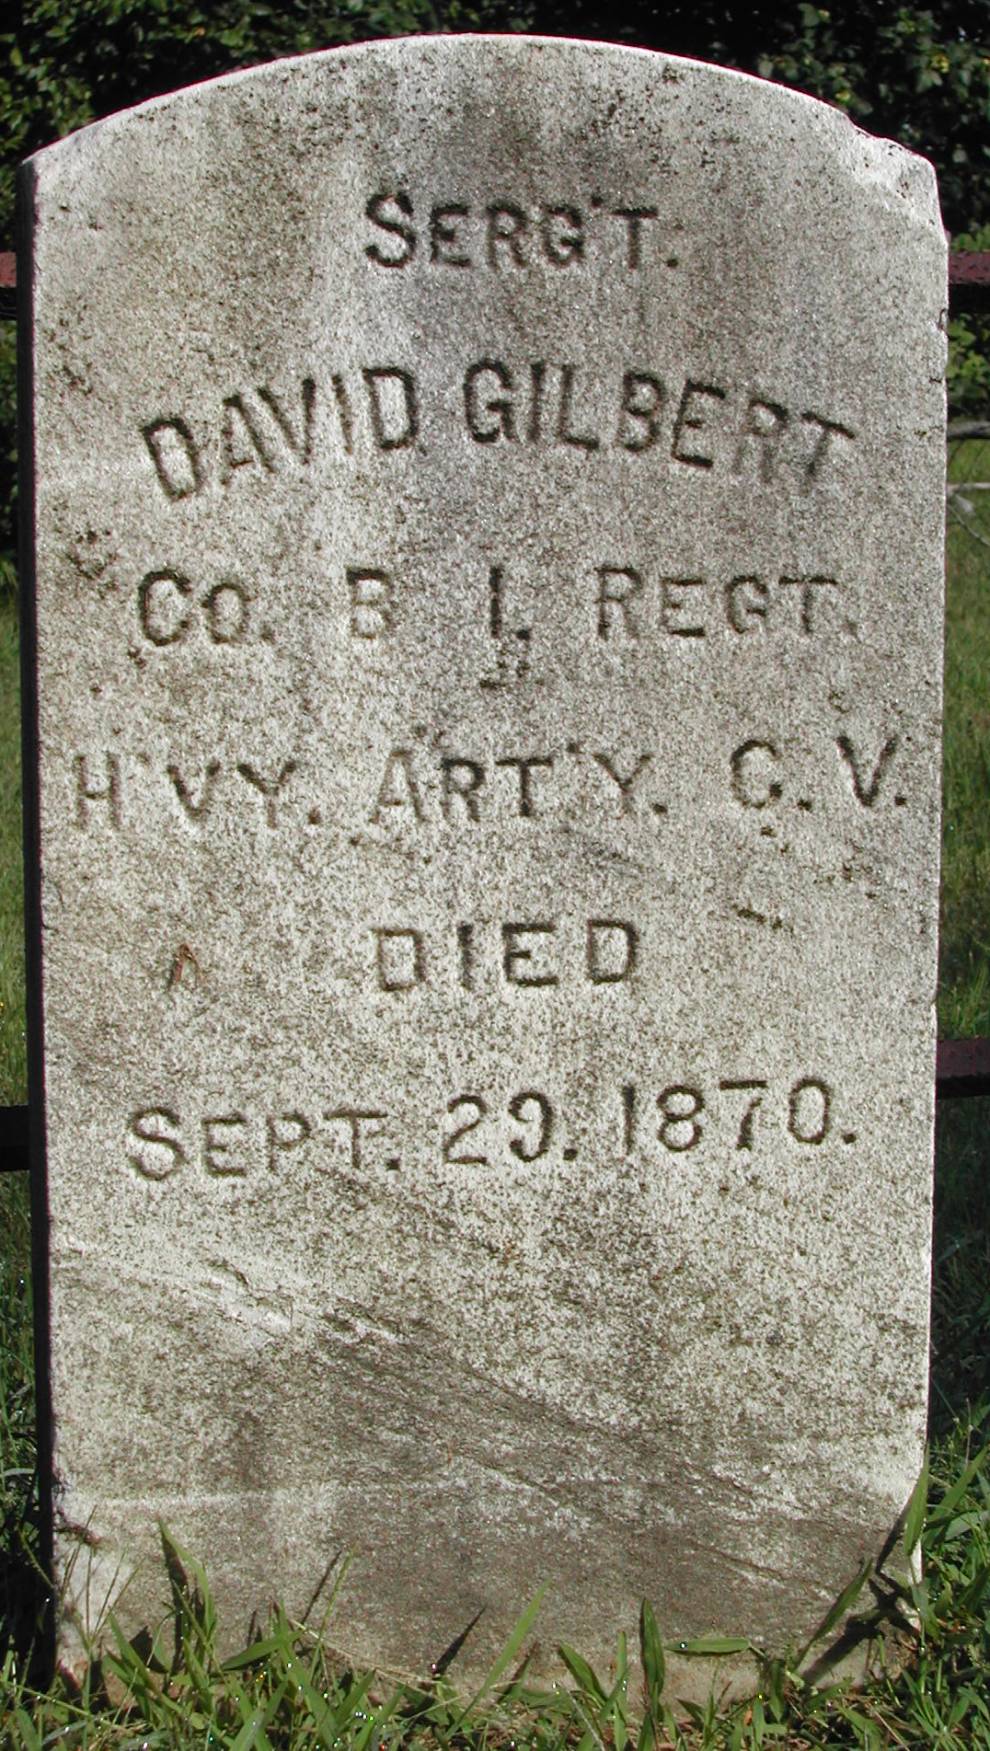 SERG'T.
DAVID GILBERT
CO. B 1. REGT.
H'VY. ART'Y. C.V.
DIED
SEPT. 29. 1870.